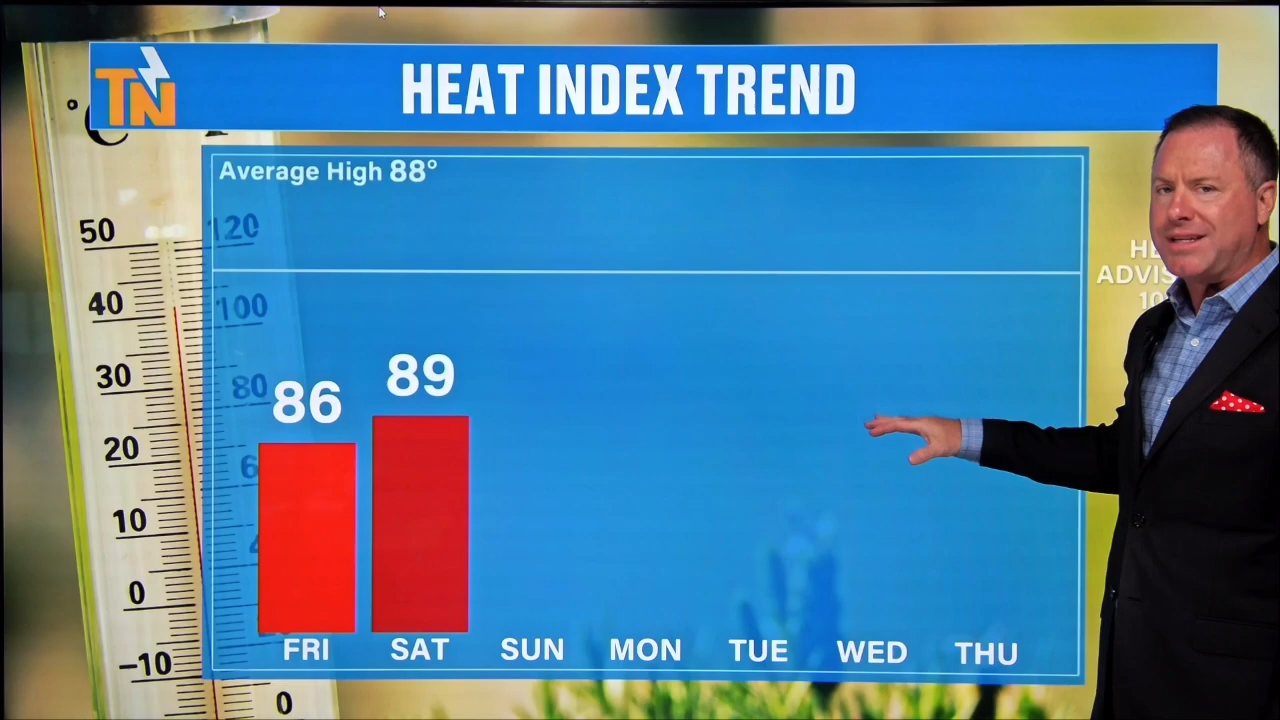 TN
HEAT INDEX TREND
°C
Average High 88°
50 120
40 100
30 80
20
10
0
-10
0
86
89
FRI SAT SUN MON TUE WED THU